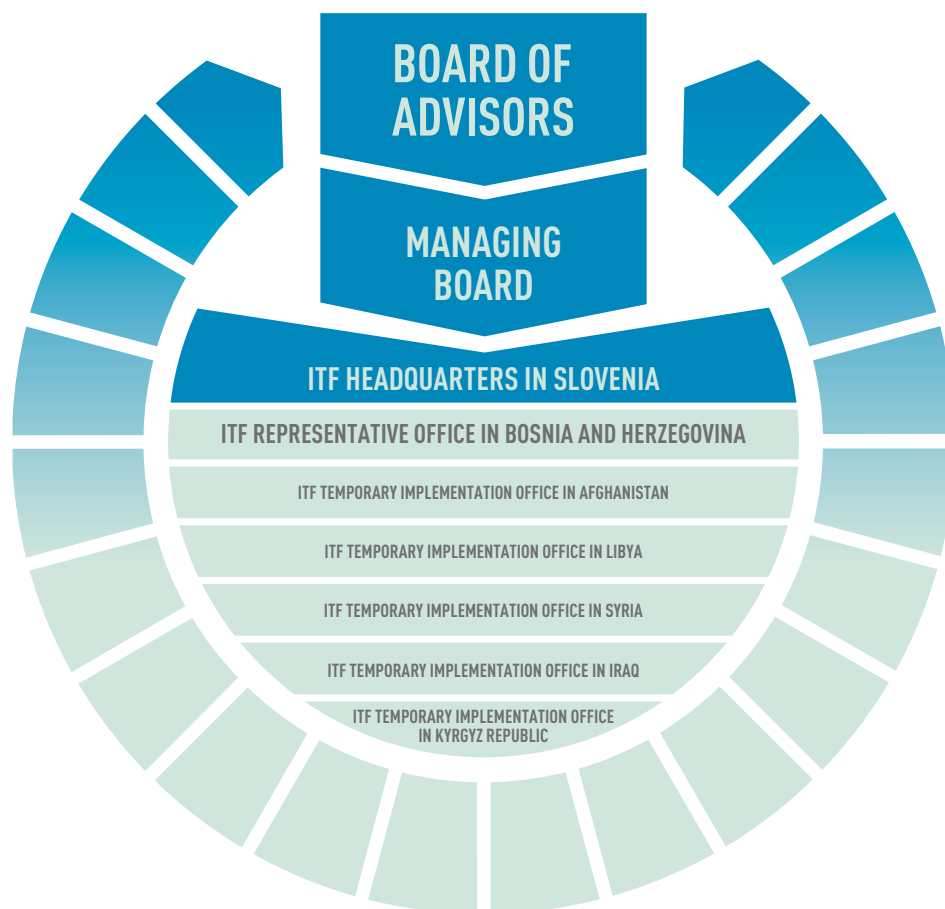 BOARD OF
ADVISORS
MANAGING
BOARD
ITF HEADQUARTERS IN SLOVENIA
ITF REPRESENTATIVE OFFICE IN BOSNIA AND HERZEGOVINA
ITF TEMPORARY IMPLEMENTATION OFFICE IN AFGHANISTAN
ITF TEMPORARY IMPLEMENTATION OFFICE IN LIBYA
ITF TEMPORARY IMPLEMENTATION OFFICE IN SYRIA
ITF TEMPORARY IMPLEMENTATION OFFICE IN IRAQ
ITF TEMPORARY IMPLEMENTATION OFFICE
IN KYRGYZ REPUBLIC